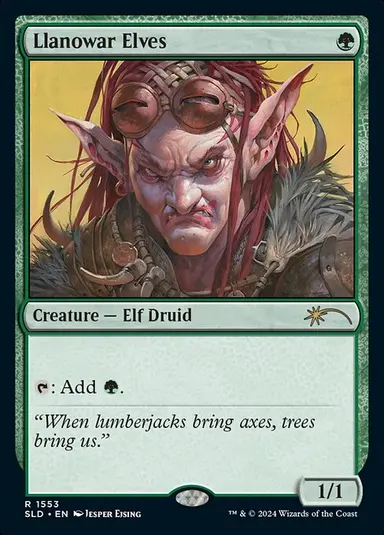 Llanowar Elves
Creature — Elf Druid
: Add .
“When lumberjacks bring axes, trees
bring us.”
1/1
R 1553
SLD • EN Jesper Eising
™ & © 2024 Wizards of the Coast